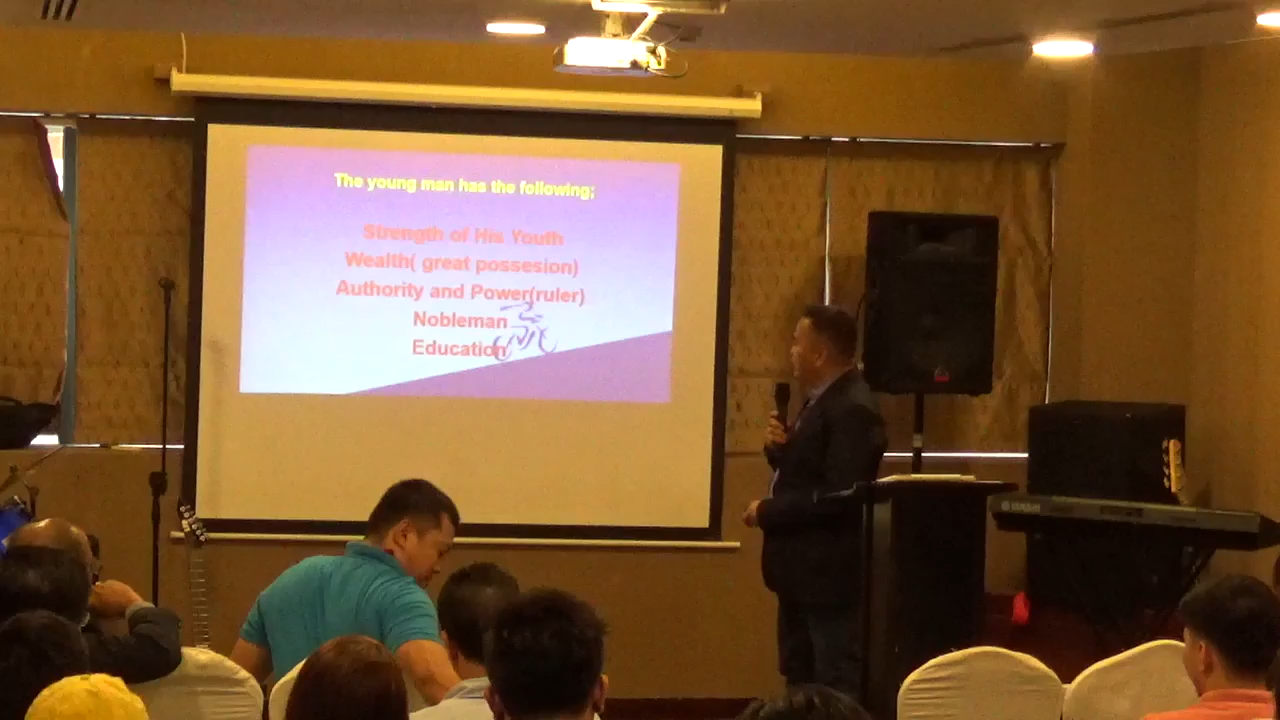 The young man has the following;
Strength of His Youth
Wealth( great possesion)
Authority and Power(ruler)
Nobleman
Education
YAMAHA